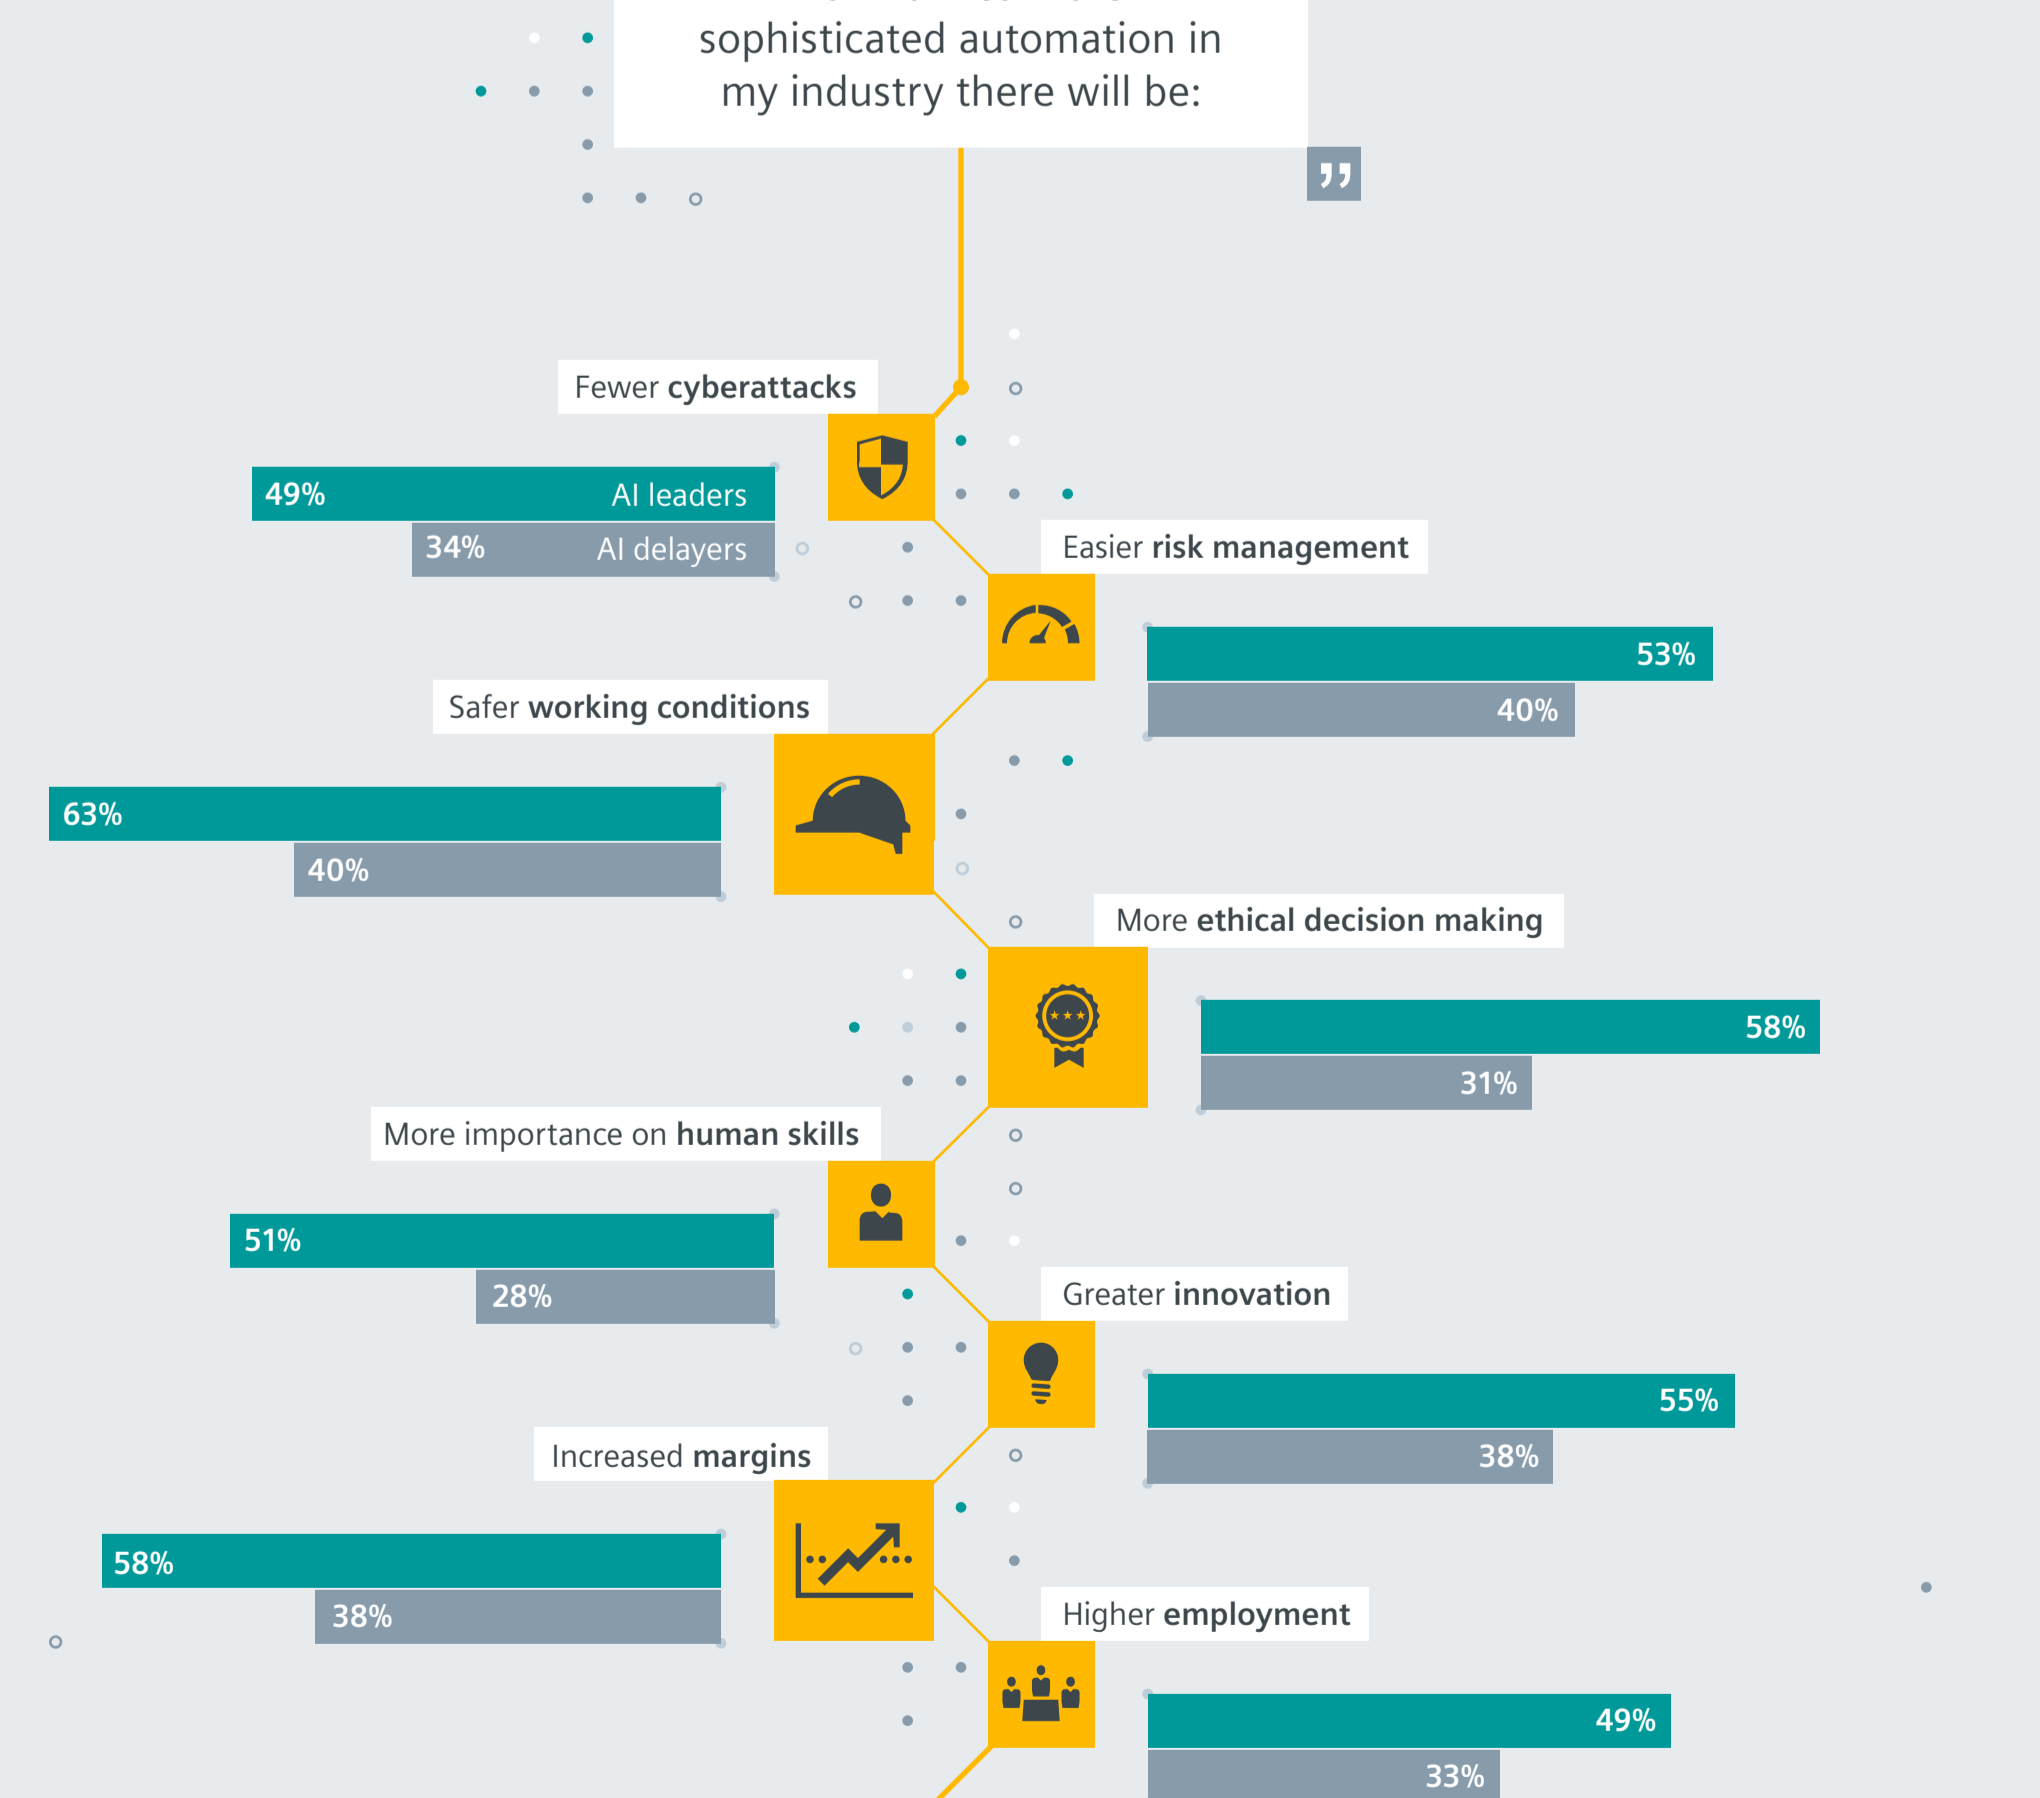 sophisticated automation in
my industry there will be:
”
Fewer cyberattacks
49% AI leaders
34% AI delayers
Easier risk management
53%
40%
Safer working conditions
63%
40%
More ethical decision making
58%
31%
More importance on human skills
51%
28%
Greater innovation
55%
38%
Increased margins
58%
38%
Higher employment
49%
33%